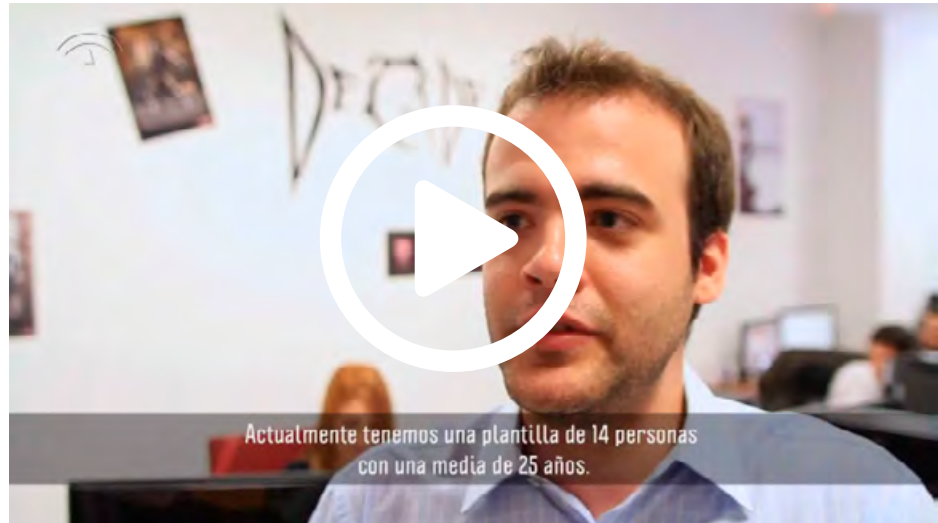 Actualmente tenemos una plantilla de 14 personas
con una media de 25 años.